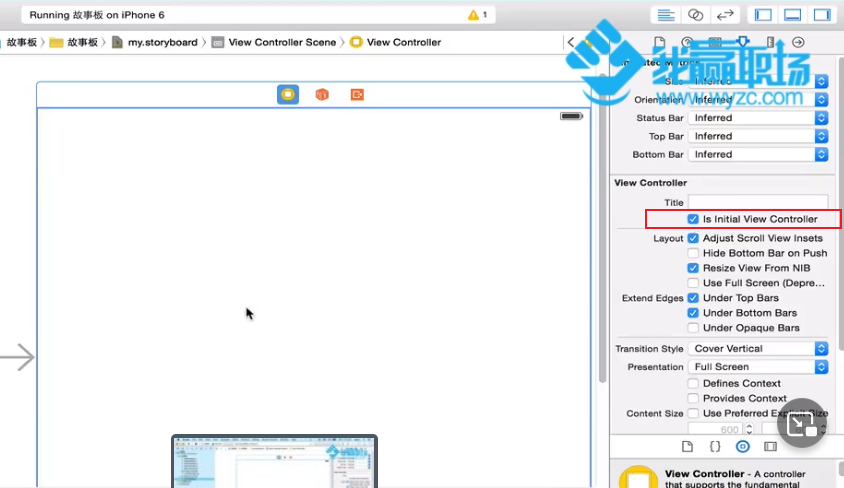 Running 故事板 on iPhone 6
1
故事板 〉 故事板 〉 my.storyboard 〉 View Controller Scene 〉 View Controller
我赢职场
www.wyzc.com
Size Inferred
Orientation Inferred
Status Bar Inferred
Top Bar Inferred
Bottom Bar Inferred
View Controller
Title
Is Initial View Controller
Layout Adjust Scroll View Insets
Hide Bottom Bar on Push
Resize View From NIB
Use Full Screen (Depre...
Extend Edges Under Top Bars
Under Bottom Bars
Under Opaque Bars
Transition Style Cover Vertical
Presentation Full Screen
Defines Context
Provides Context
Content Size Use Preferred Explicit Size
600
View Controller - A controller
that supports the fundamental